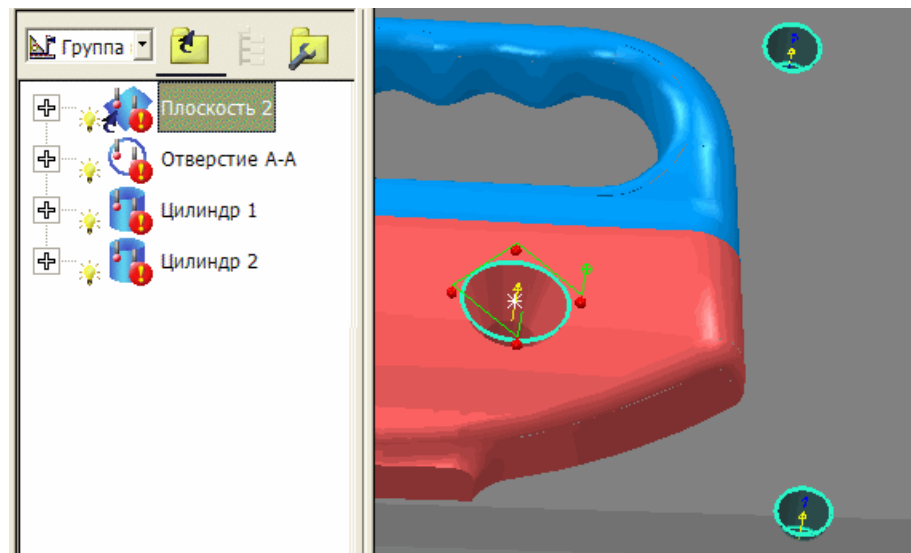 Группа
Плоскость 2
Отверстие А-А
Цилиндр 1
Цилиндр 2